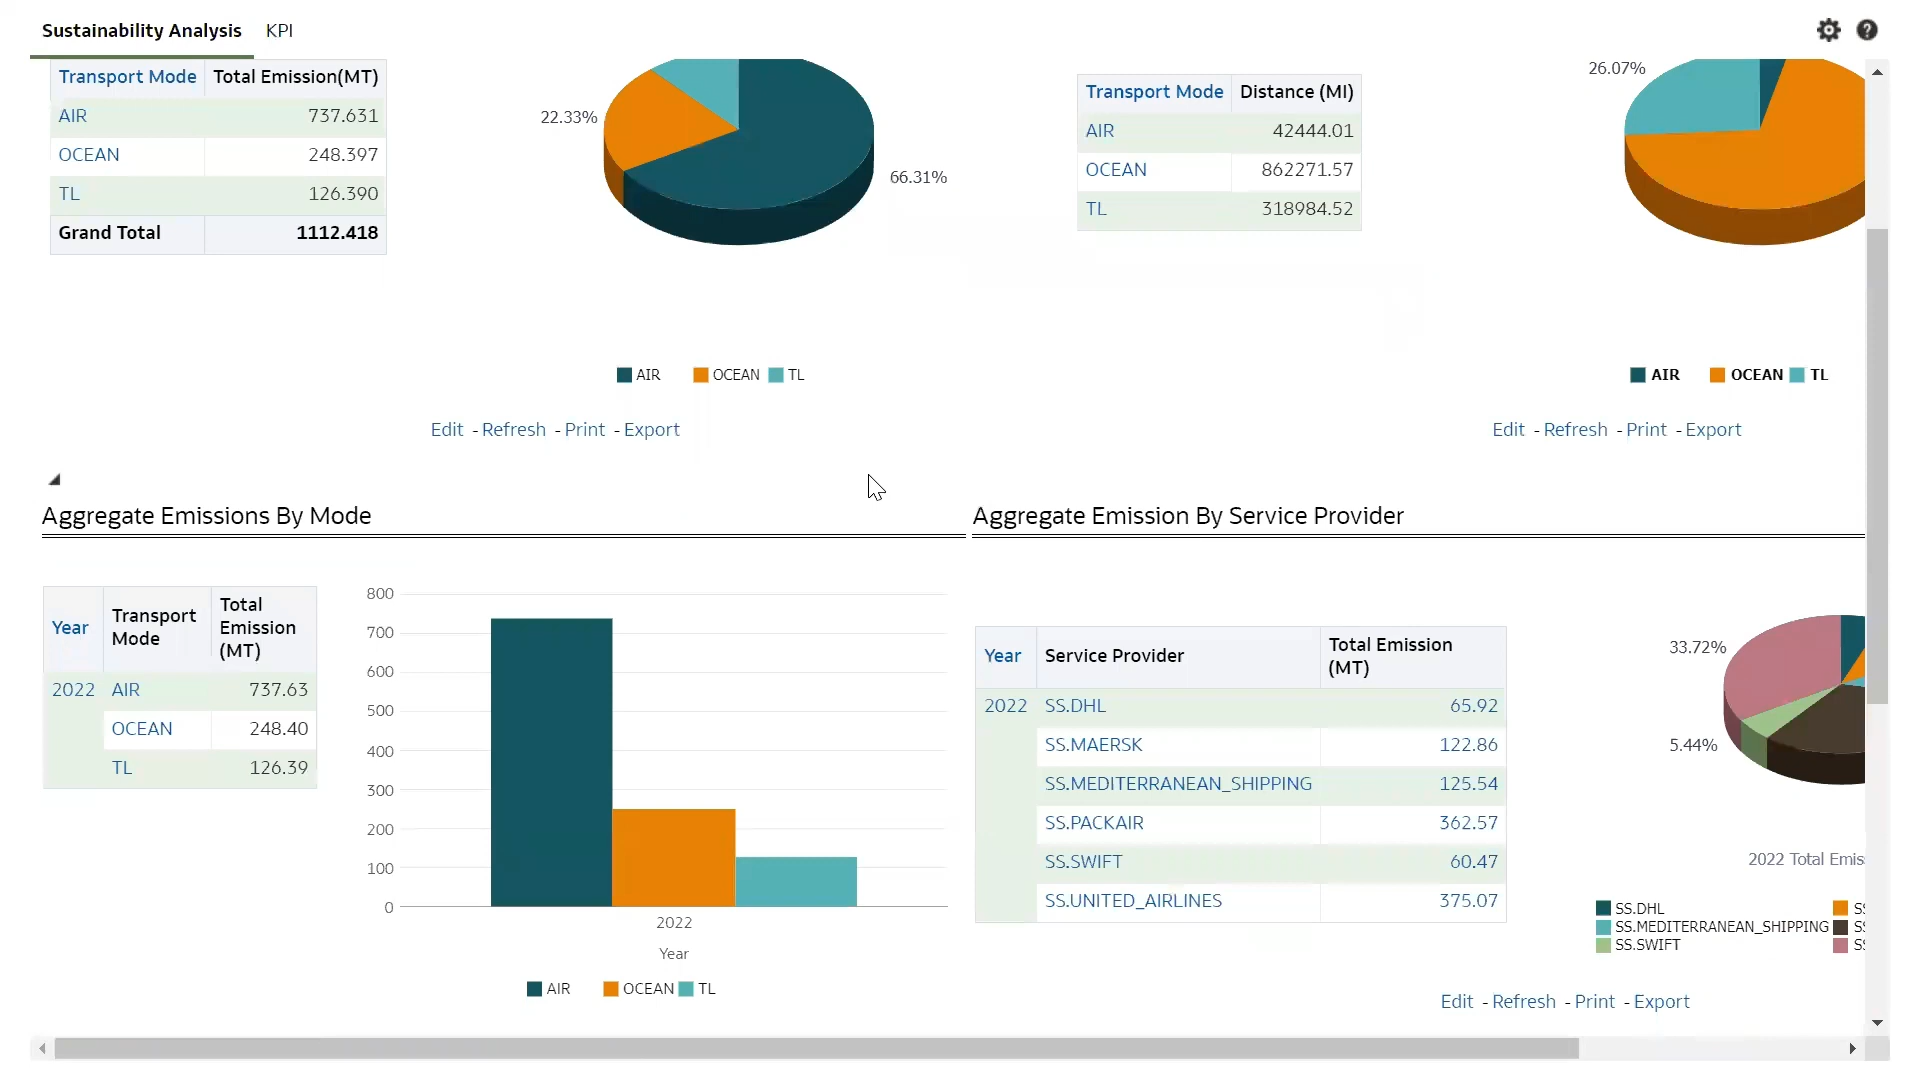 Sustainability Analysis KPI
Transport Mode Total Emission(MT)
AIR 737.631
OCEAN 248.397
TL 126.390
Grand Total 1112.418
22.33%
66.31%
AIR OCEAN TL
Edit - Refresh - Print - Export
Transport Mode Distance (MI)
AIR 42444.01
OCEAN 862271.57
TL 318984.52
26.07%
AIR OCEAN TL
Edit - Refresh - Print - Export
Aggregate Emissions By Mode
Year Transport Mode Total Emission (MT)
2022 AIR 737.63
OCEAN 248.40
TL 126.39
800
700
600
500
400
300
200
100
0
2022
Year
AIR OCEAN TL
Aggregate Emission By Service Provider
Year Service Provider Total Emission (MT)
2022 SS.DHL 65.92
SS.MAERSK 122.86
SS.MEDITERRANEAN_SHIPPING 125.54
SS.PACKAIR 362.57
SS.SWIFT 60.47
SS.UNITED_AIRLINES 375.07
33.72%
5.44%
2022 Total Emis
SS.DHL
SS.MEDITERRANEAN_SHIPPING
SS.SWIFT
Edit - Refresh - Print - Export